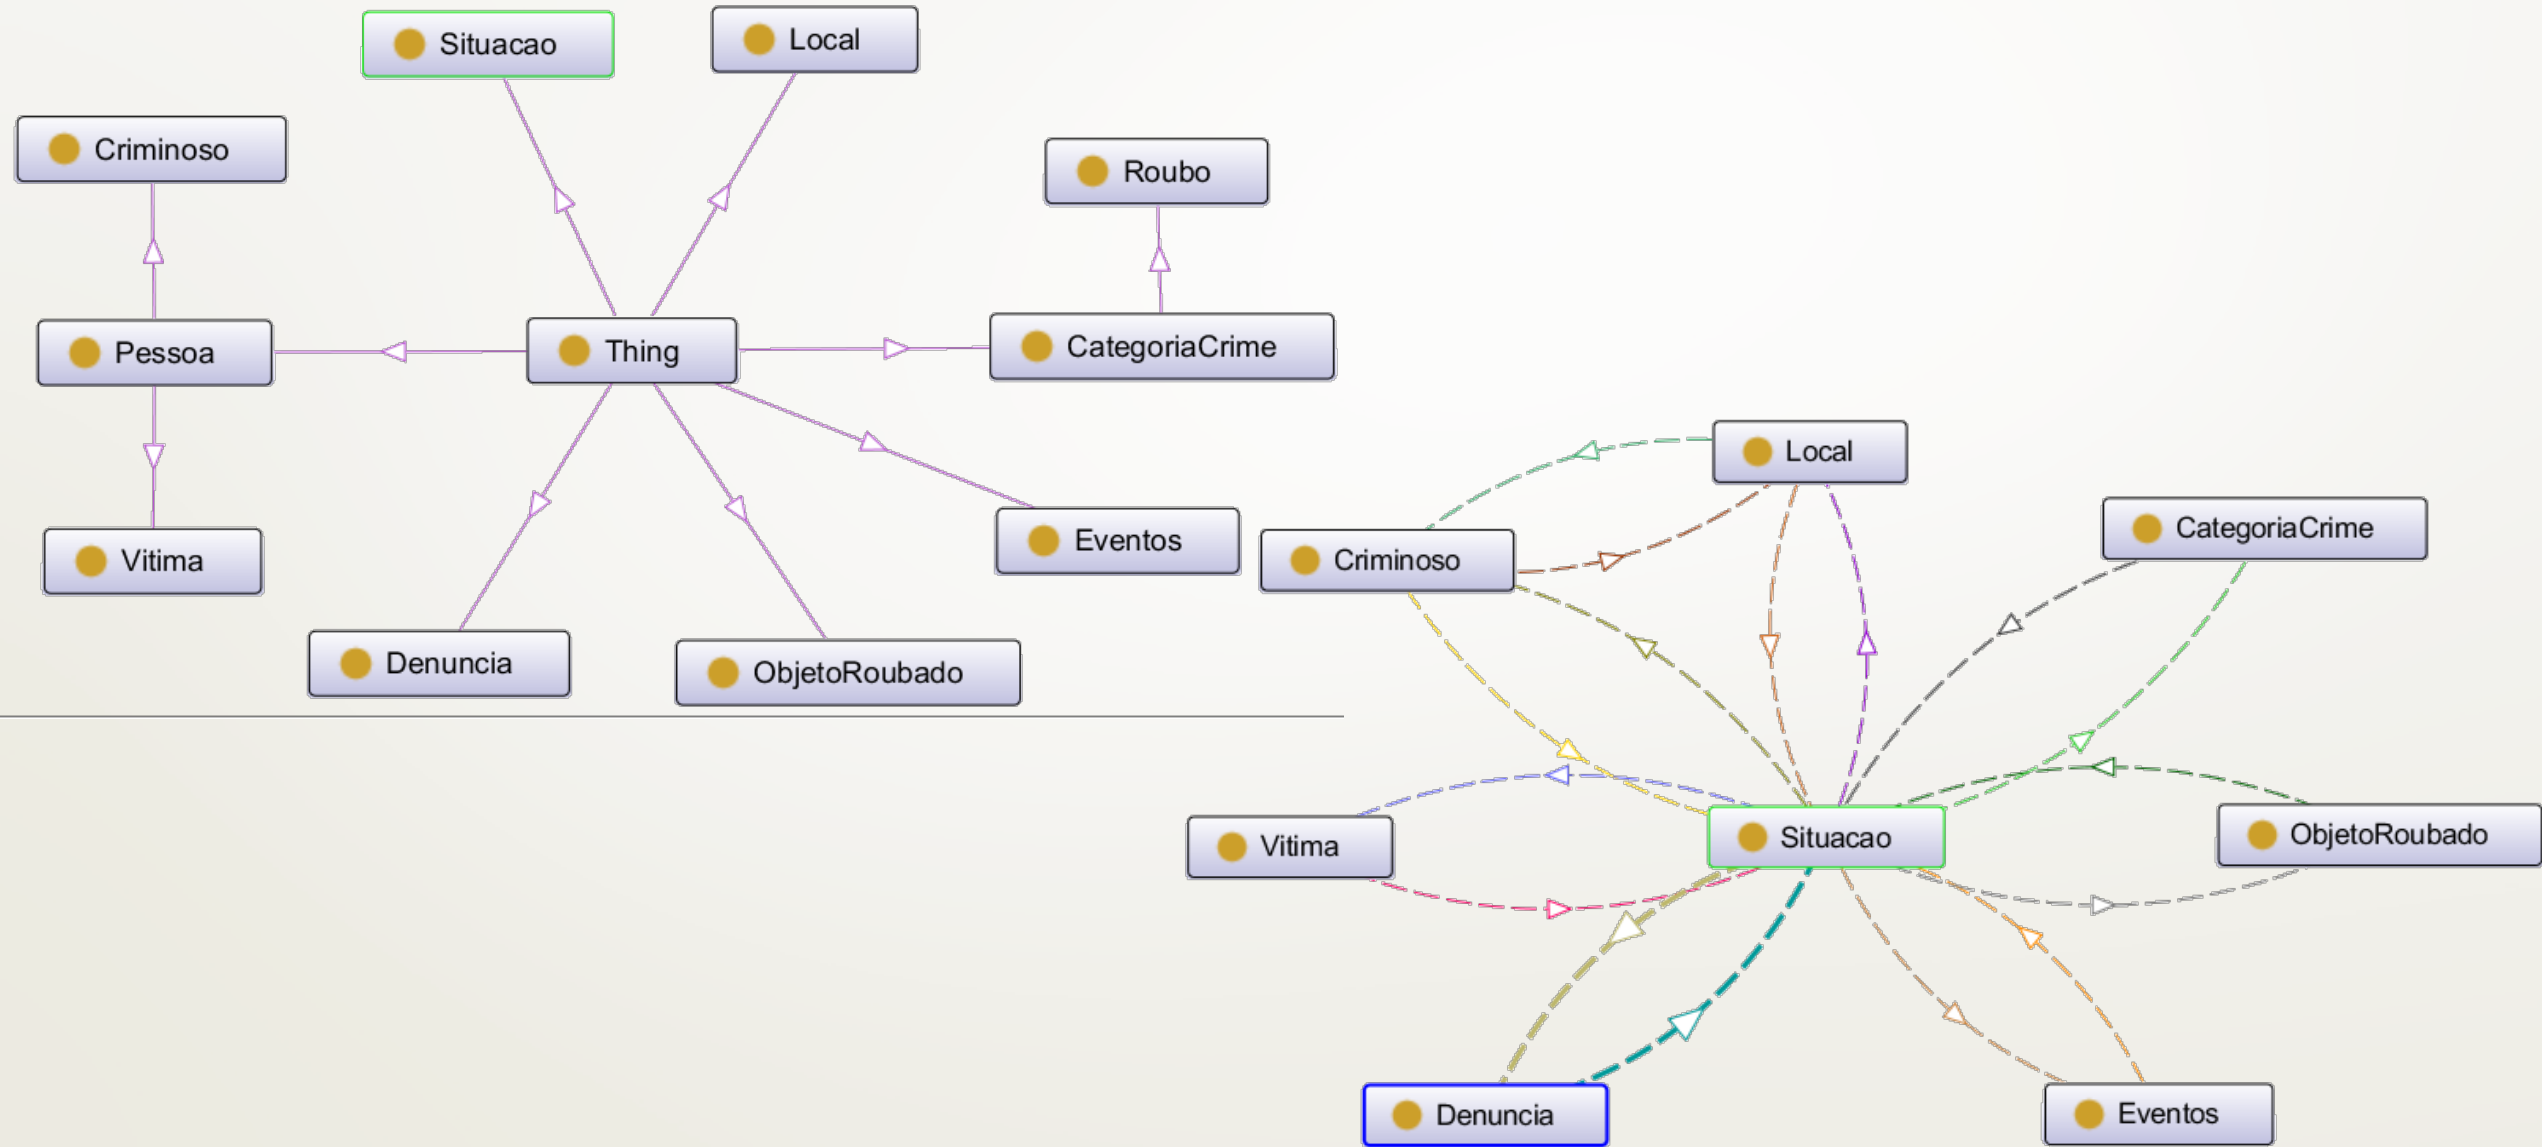 Situacao
Local
Criminoso
Roubo
Pessoa
Thing
CategoriaCrime
Vitima
Eventos
Denuncia
ObjetoRoubado
Local
CategoriaCrime
Criminoso
Vitima
Situacao
ObjetoRoubado
Denuncia
Eventos